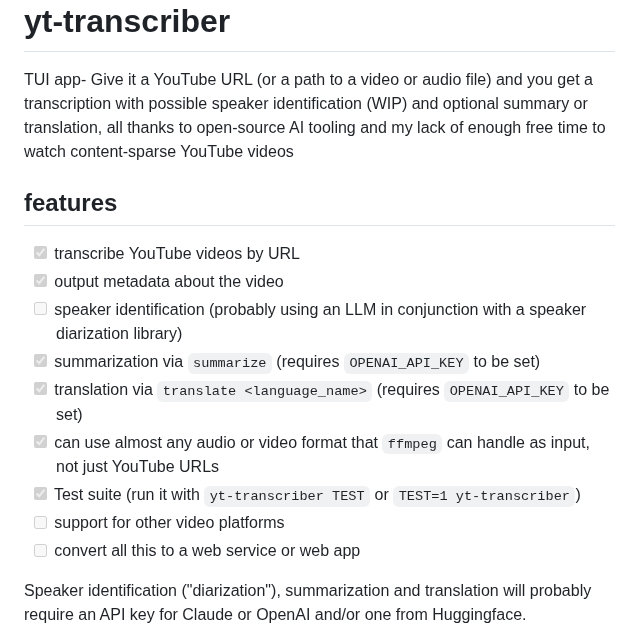 yt-transcriber
TUI app- Give it a YouTube URL (or a path to a video or audio file) and you get a
transcription with possible speaker identification (WIP) and optional summary or
translation, all thanks to open-source AI tooling and my lack of enough free time to
watch content-sparse YouTube videos
features
transcribe YouTube videos by URL
output metadata about the video
speaker identification (probably using an LLM in conjunction with a speaker
diarization library)
summarization via summarize (requires OPENAI_API_KEY to be set)
translation via translate <language_name> (requires OPENAI_API_KEY to be
set)
can use almost any audio or video format that ffmpeg can handle as input,
not just YouTube URLs
Test suite (run it with yt-transcriber TEST or TEST=1 yt-transcriber)
support for other video platforms
convert all this to a web service or web app
Speaker identification ("diarization"), summarization and translation will probably
require an API key for Claude or OpenAI and/or one from Huggingface.